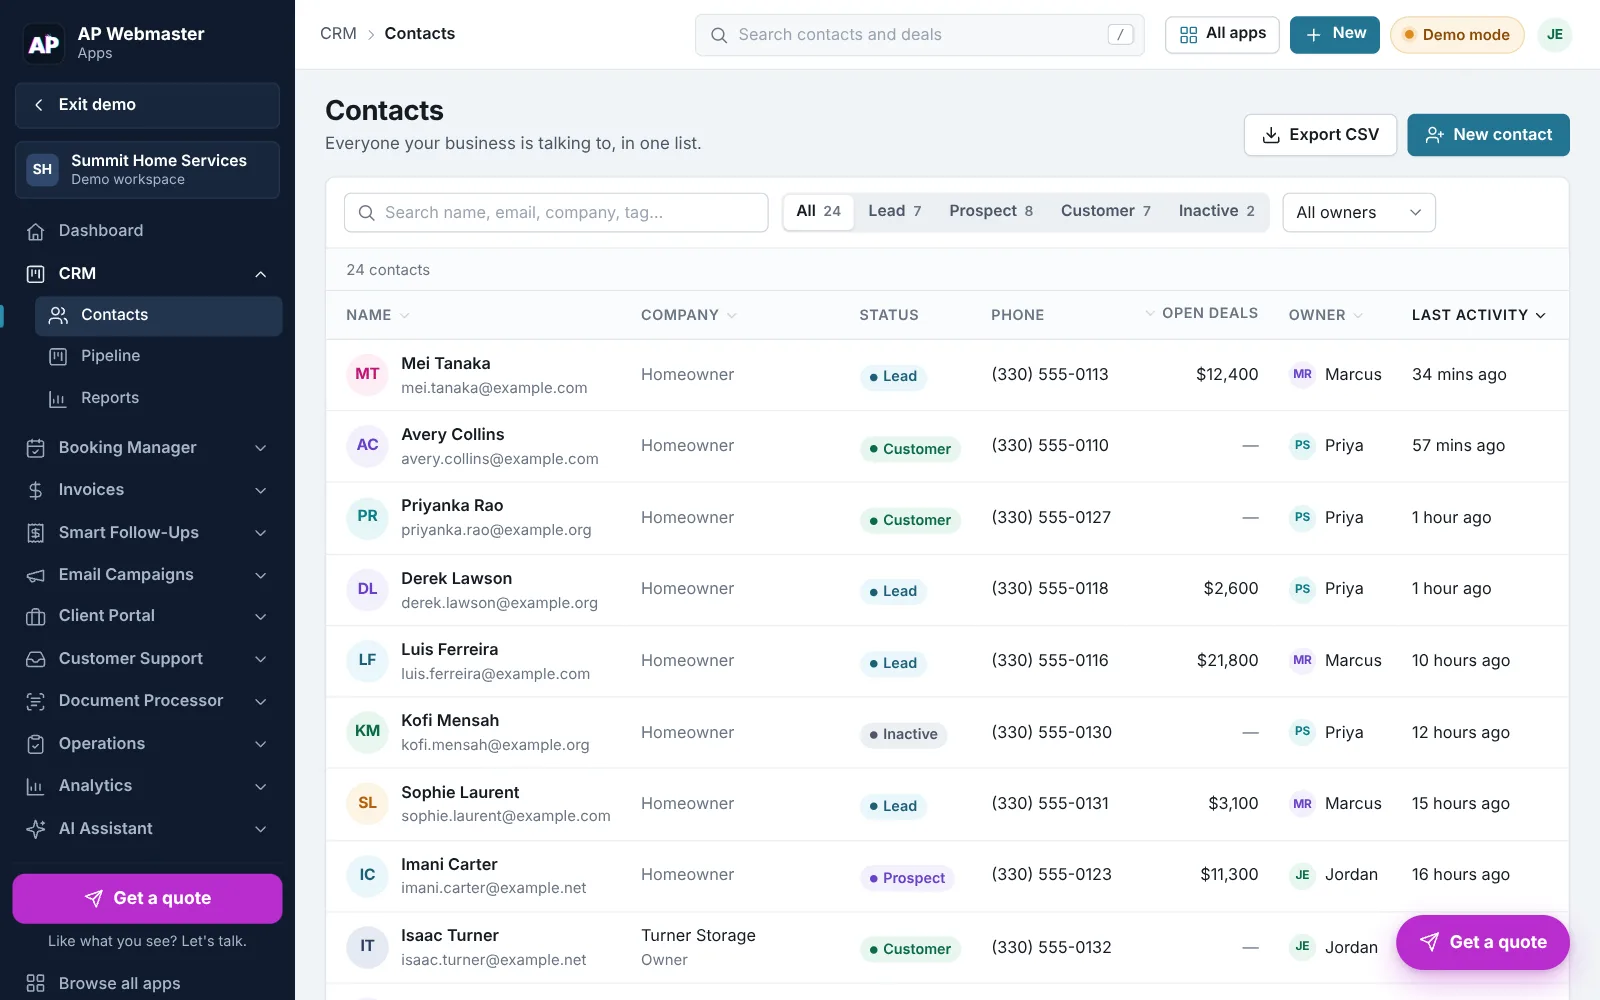 AP
AP Webmaster
Apps
Exit demo
SH
Summit Home Services
Demo workspace
Dashboard
CRM
Contacts
Pipeline
Reports
Booking Manager
Invoices
Smart Follow-Ups
Email Campaigns
Client Portal
Customer Support
Document Processor
Operations
Analytics
AI Assistant
Get a quote
Like what you see? Let's talk.
Browse all apps
CRM > Contacts
Search contacts and deals /
All apps
+ New
Demo mode
JE
Contacts
Everyone your business is talking to, in one list.
Export CSV
New contact
Search name, email, company, tag...
All 24 Lead 7 Prospect 8 Customer 7 Inactive 2
All owners
24 contacts
NAME COMPANY STATUS PHONE OPEN DEALS OWNER LAST ACTIVITY
MT Mei Tanaka
mei.tanaka@example.com
Homeowner Lead (330) 555-0113 $12,400 MR Marcus 34 mins ago
AC Avery Collins
avery.collins@example.com
Homeowner Customer (330) 555-0110 — PS Priya 57 mins ago
PR Priyanka Rao
priyanka.rao@example.org
Homeowner Customer (330) 555-0127 — PS Priya 1 hour ago
DL Derek Lawson
derek.lawson@example.org
Homeowner Lead (330) 555-0118 $2,600 PS Priya 1 hour ago
LF Luis Ferreira
luis.ferreira@example.com
Homeowner Lead (330) 555-0116 $21,800 MR Marcus 10 hours ago
KM Kofi Mensah
kofi.mensah@example.org
Homeowner Inactive (330) 555-0130 — PS Priya 12 hours ago
SL Sophie Laurent
sophie.laurent@example.com
Homeowner Lead (330) 555-0131 $3,100 MR Marcus 15 hours ago
IC Imani Carter
imani.carter@example.net
Homeowner Prospect (330) 555-0123 $11,300 JE Jordan 16 hours ago
IT Isaac Turner
isaac.turner@example.net
Turner Storage
Owner
Customer (330) 555-0132 — JE Jordan
Get a quote